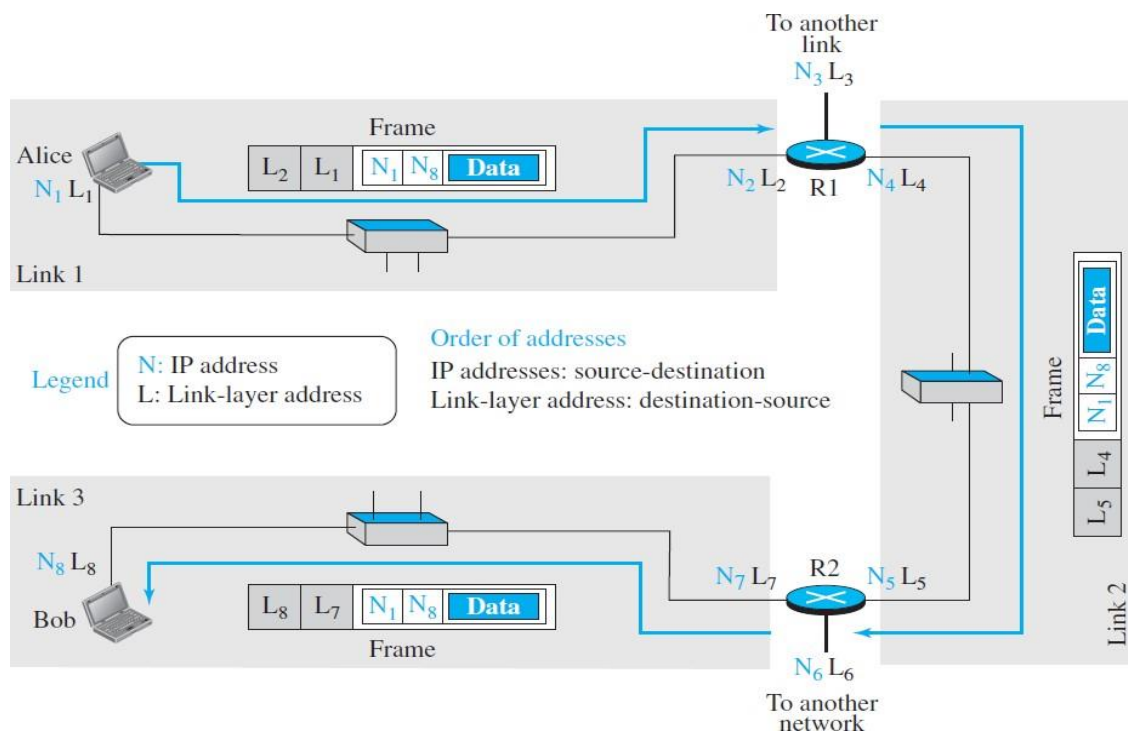 To another
link
N₃ L₃
Frame
Alice
N₁ L₁
L₂ L₁ N₁ N₈ Data
N₂ L₂
R1
N₄ L₄
Link 1
Legend
N: IP address
L: Link-layer address
Order of addresses
IP addresses: source-destination
Link-layer address: destination-source
Frame
L₅ L₄ N₁ N₈ Data
Link 2
Link 3
N₈ L₈
Bob
L₈ L₇ N₁ N₈ Data
Frame
N₇ L₇
R2
N₅ L₅
N₆ L₆
To another
network